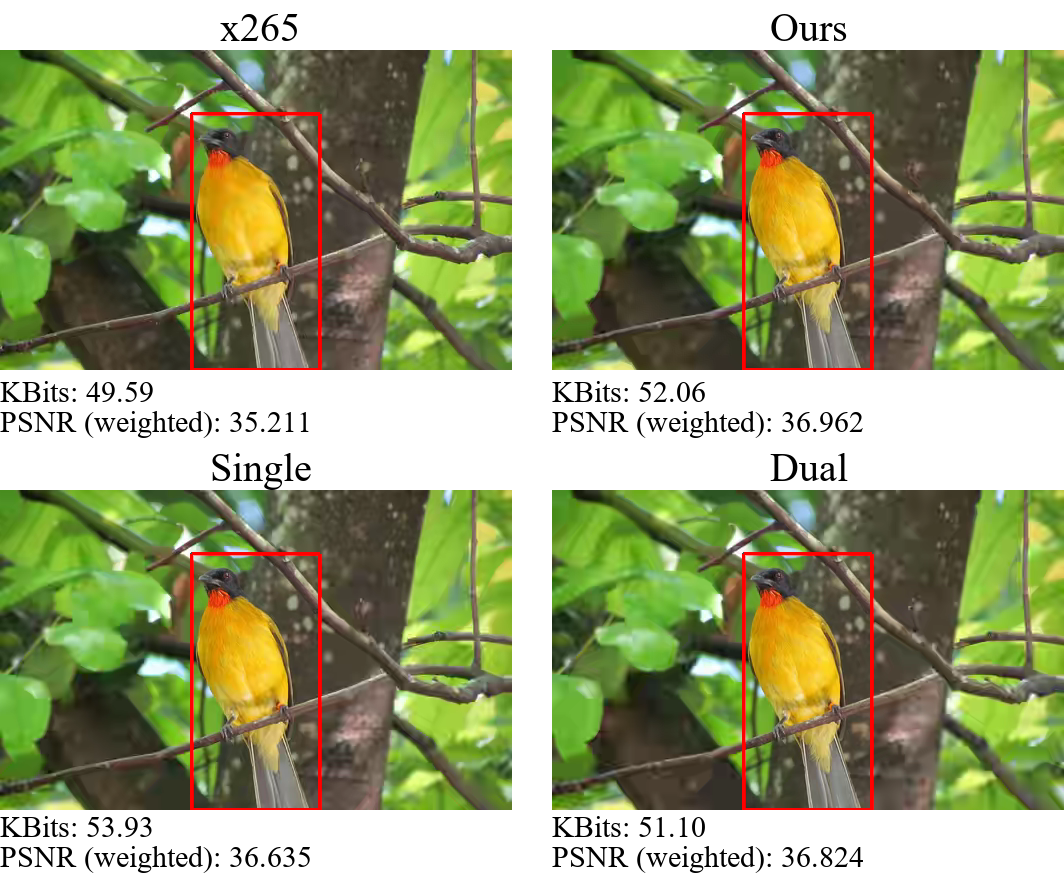 x265
Ours
KBits: 49.59
PSNR (weighted): 35.211
KBits: 52.06
PSNR (weighted): 36.962
Single
Dual
KBits: 53.93
PSNR (weighted): 36.635
KBits: 51.10
PSNR (weighted): 36.824